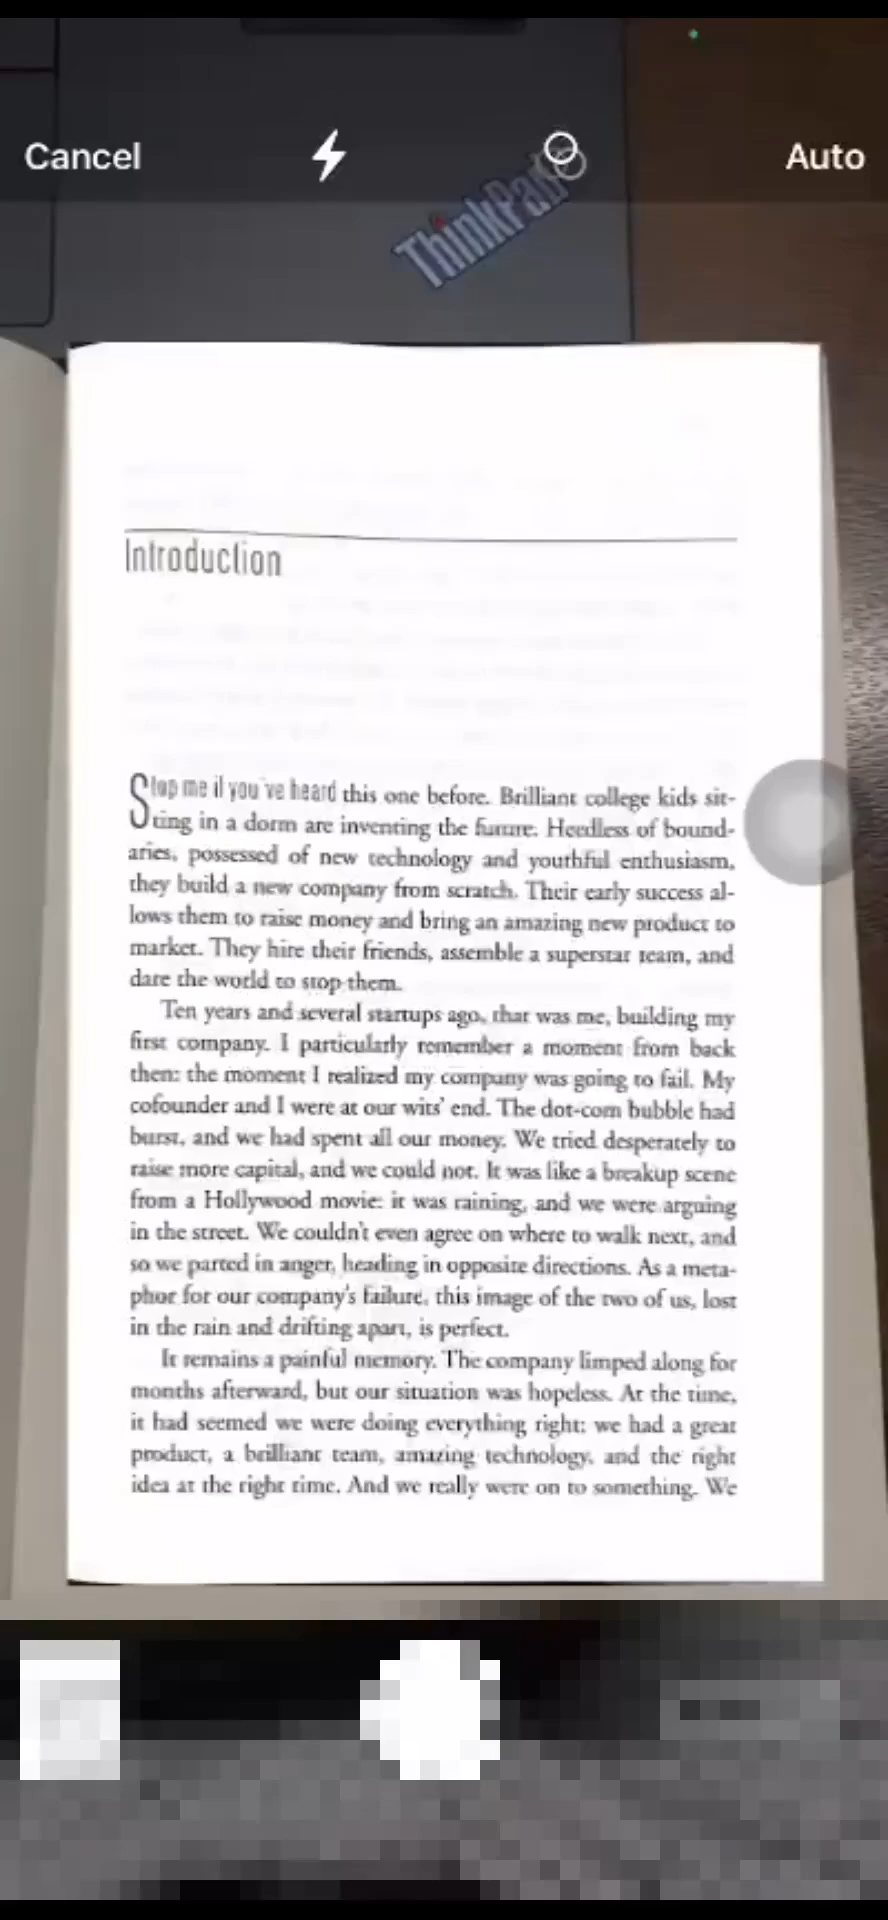 Cancel
Auto
ThinkPad
Introduction
Stop me if you've heard this one before. Brilliant college kids sit-
ting in a dorm are inventing the future. Heedless of bound-
aries, possessed of new technology and youthful enthusiasm,
they build a new company from scratch. Their early success al-
lows them to raise money and bring an amazing new product to
market. They hire their friends, assemble a superstar team, and
dare the world to stop them.
Ten years and several startups ago, that was me, building my
first company. I particularly remember a moment from back
then: the moment I realized my company was going to fail. My
cofounder and I were at our wits' end. The dot-com bubble had
burst, and we had spent all our money. We tried desperately to
raise more capital, and we could not. It was like a breakup scene
from a Hollywood movie: it was raining, and we were arguing
in the street. We couldn't even agree on where to walk next, and
so we parted in anger, heading in opposite directions. As a meta-
phor for our company's failure, this image of the two of us, lost
in the rain and drifting apart, is perfect.
It remains a painful memory. The company limped along for
months afterward, but our situation was hopeless. At the time,
it had seemed we were doing everything right: we had a great
product, a brilliant team, amazing technology, and the right
idea at the right time. And we really were on to something. We